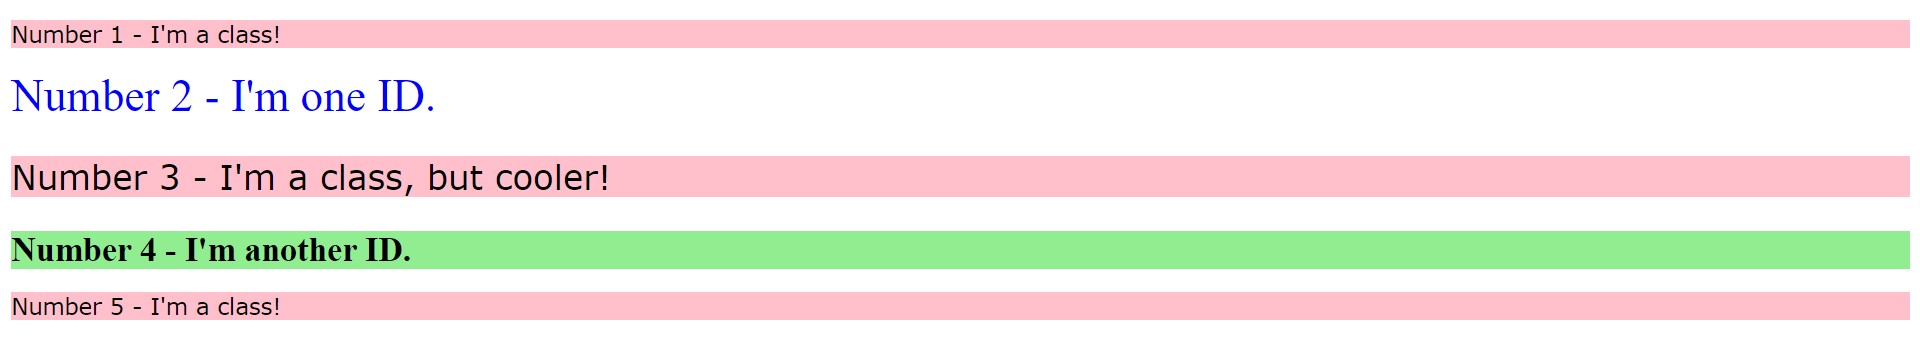 Number 1 - I'm a class!
Number 2 - I'm one ID.
Number 3 - I'm a class, but cooler!
Number 4 - I'm another ID.
Number 5 - I'm a class!